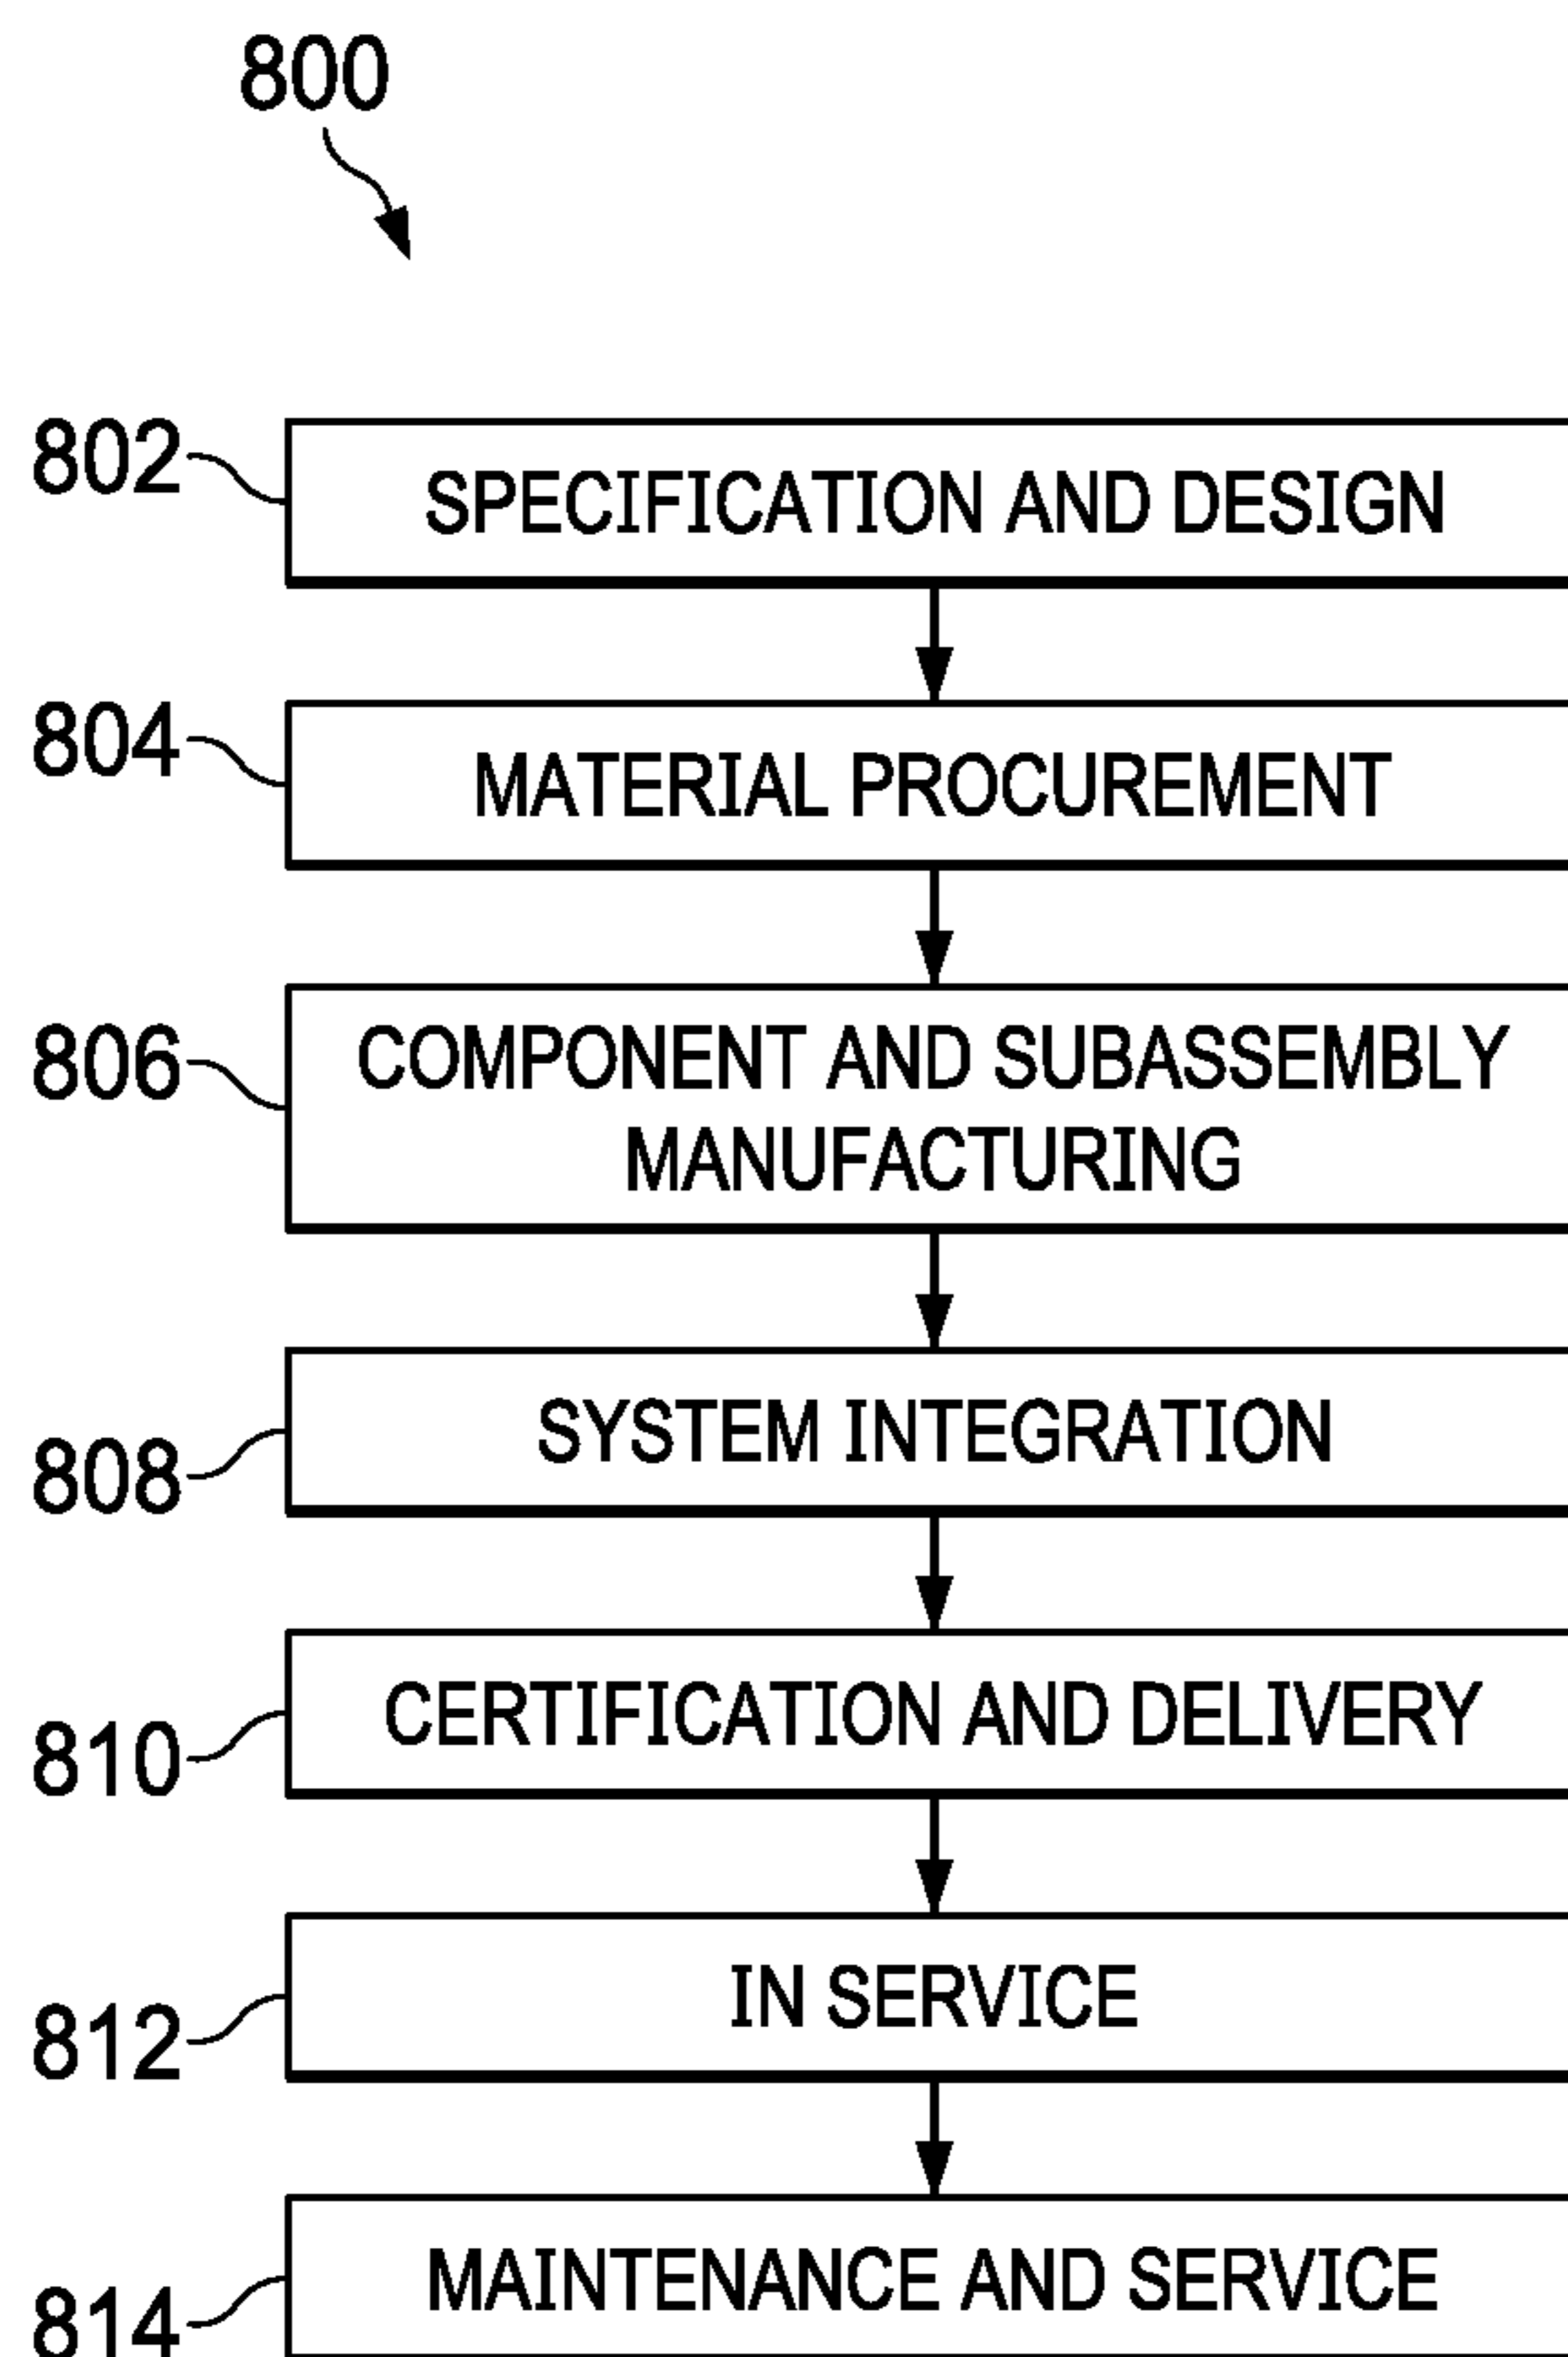 800
802
SPECIFICATION AND DESIGN
804
MATERIAL PROCUREMENT
806
COMPONENT AND SUBASSEMBLY
MANUFACTURING
808
SYSTEM INTEGRATION
810
CERTIFICATION AND DELIVERY
812
IN SERVICE
814
MAINTENANCE AND SERVICE